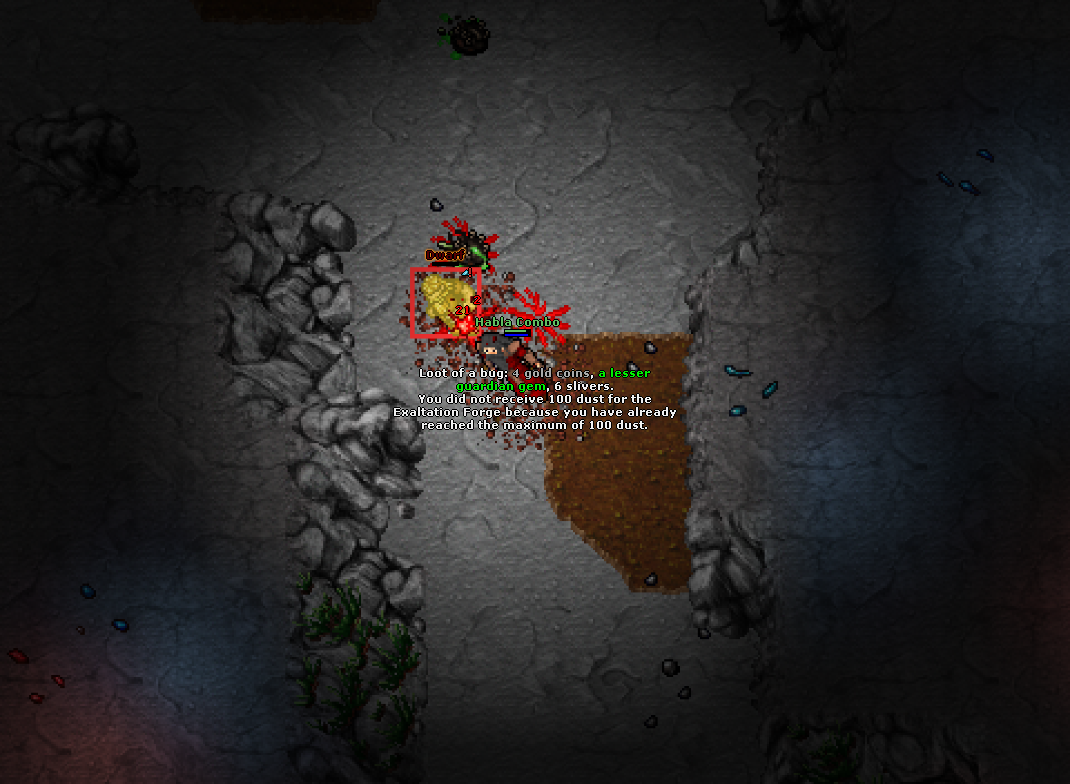 Dwarf
2
21
Habla Combo
Loot of a bug: 4 gold coins, a lesser
guardian gem, 6 slivers.
You did not receive 100 dust for the
Exaltation Forge because you have already
reached the maximum of 100 dust.